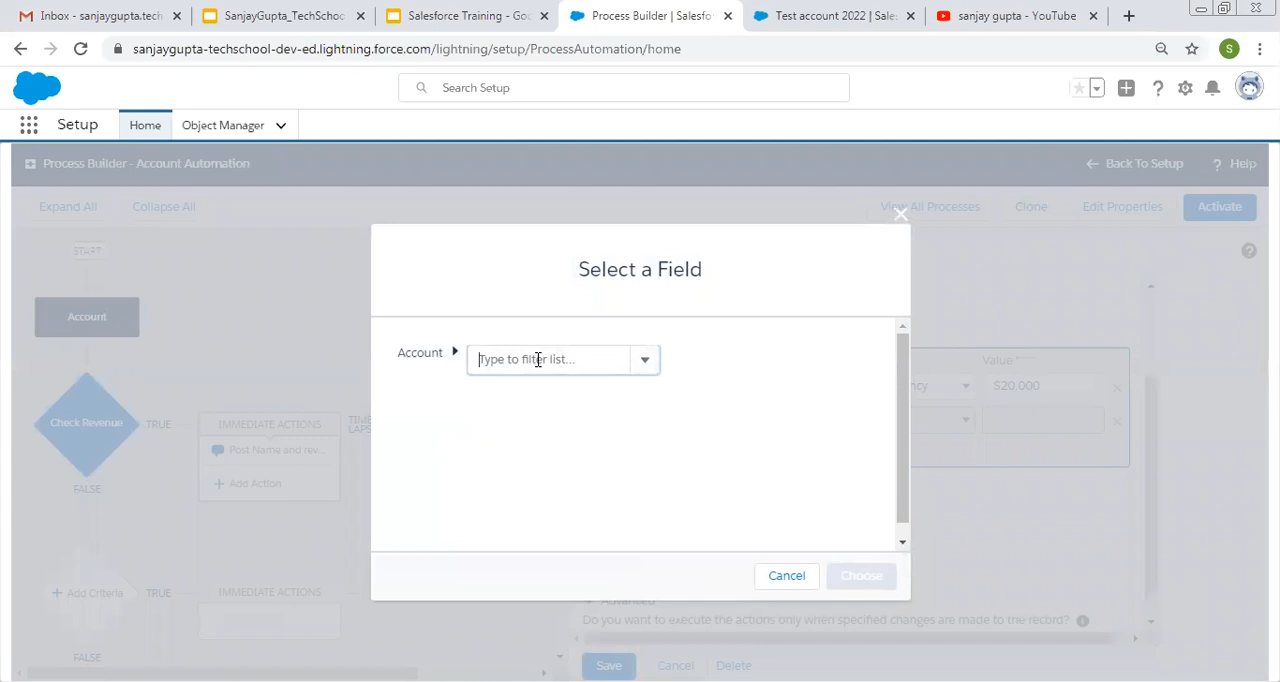 Inbox - sanjaygupta.tech
SanjayGupta_TechSchoo
Salesforce Training - Goo
Process Builder | Salesfo
Test account 2022 | Sales
sanjay gupta - YouTube
sanjaygupta-techschool-dev-ed.lightning.force.com/lightning/setup/ProcessAutomation/home
S
Search Setup
Setup
Home
Object Manager
Process Builder - Account Automation
Back To Setup
? Help
Expand All
Collapse All
View All Processes
Clone
Edit Properties
Activate
START
Account
Select a Field
Account
Type to filter list...
Value *
ncy
$20,000
Check Revenue
TRUE
IMMEDIATE ACTIONS
TIME
LAPS
Post Name and rev...
+ Add Action
FALSE
Cancel
Choose
+ Add Criteria
TRUE
IMMEDIATE ACTIONS
Advanced
Do you want to execute the actions only when specified changes are made to the record?
FALSE
Save
Cancel
Delete